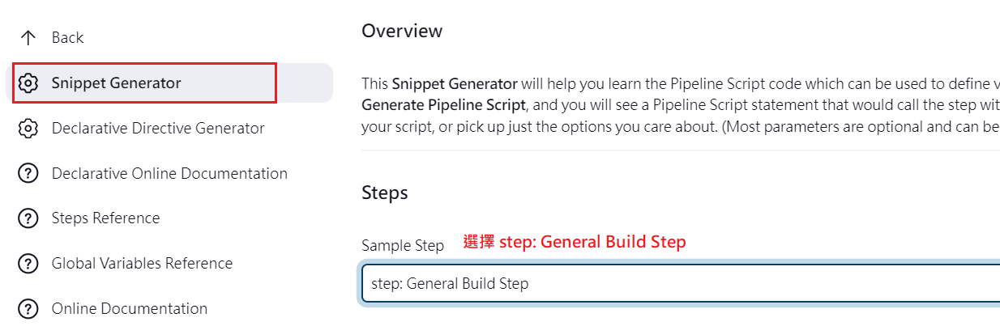 Back
Snippet Generator
Declarative Directive Generator
Declarative Online Documentation
Steps Reference
Global Variables Reference
Online Documentation
Overview
This Snippet Generator will help you learn the Pipeline Script code which can be used to define v
Generate Pipeline Script, and you will see a Pipeline Script statement that would call the step wit
your script, or pick up just the options you care about. (Most parameters are optional and can be
Steps
Sample Step 選擇 step: General Build Step
step: General Build Step